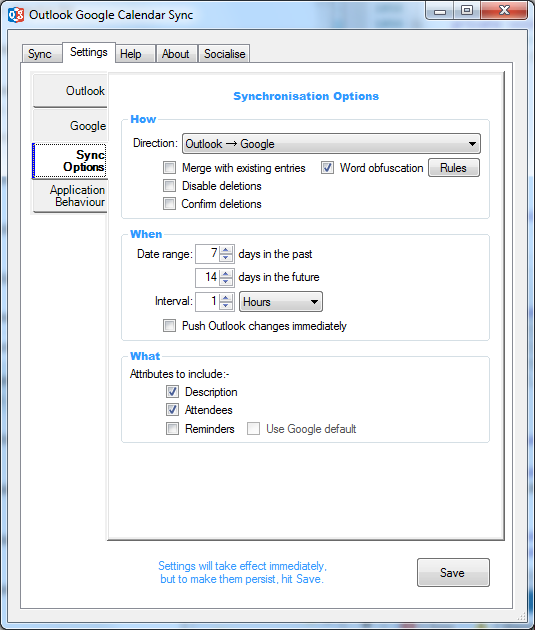 Outlook Google Calendar Sync
Sync Settings Help About Socialise
Outlook
Google
Sync
Options
Application
Behaviour
Synchronisation Options
How
Direction: Outlook → Google
Merge with existing entries Word obfuscation Rules
Disable deletions
Confirm deletions
When
Date range: 7 days in the past
14 days in the future
Interval: 1 Hours
Push Outlook changes immediately
What
Attributes to include:-
Description
Attendees
Reminders Use Google default
Settings will take effect immediately,
but to make them persist, hit Save.
Save